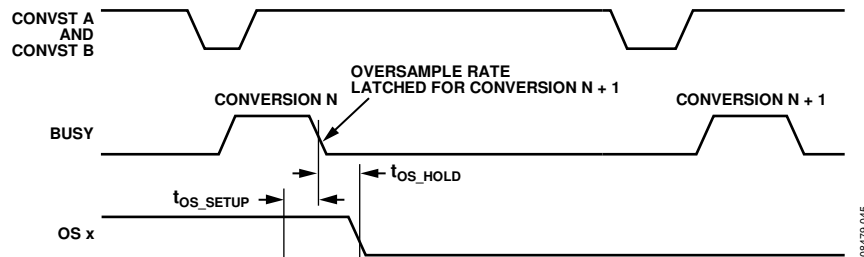 CONVST A
AND
CONVST B
OVERSAMPLE RATE
LATCHED FOR CONVERSION N + 1
CONVERSION N
CONVERSION N + 1
BUSY
tOS_HOLD
tOS_SETUP
OS x
08479-045